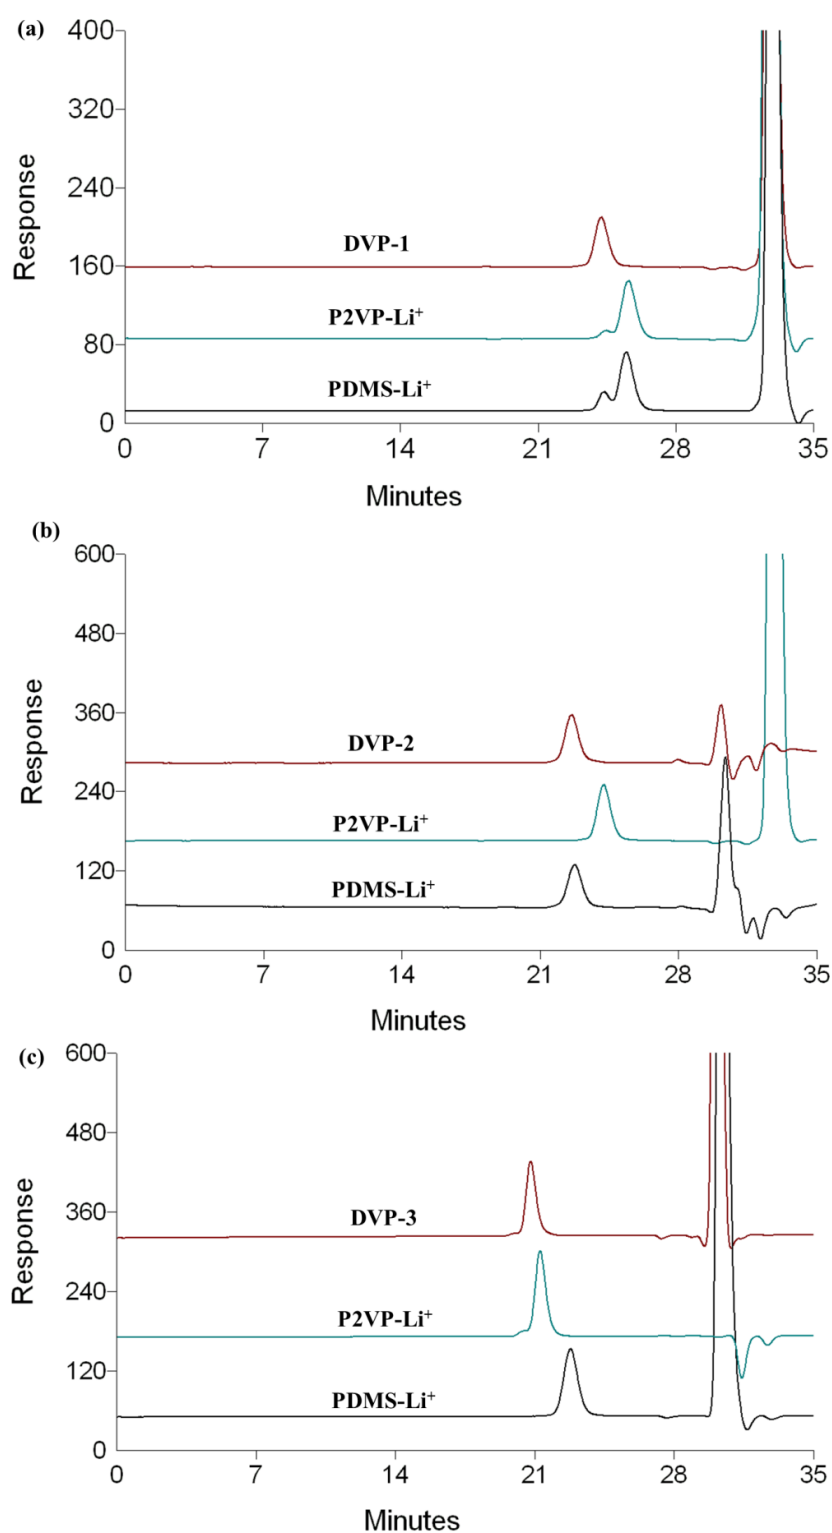 (a)
400
320
240
160
80
0
Response
DVP-1
P2VP-Li⁺
PDMS-Li⁺
0 7 14 21 28 35
Minutes
(b)
600
480
360
240
120
0
Response
DVP-2
P2VP-Li⁺
PDMS-Li⁺
0 7 14 21 28 35
Minutes
(c)
600
480
360
240
120
0
Response
DVP-3
P2VP-Li⁺
PDMS-Li⁺
0 7 14 21 28 35
Minutes